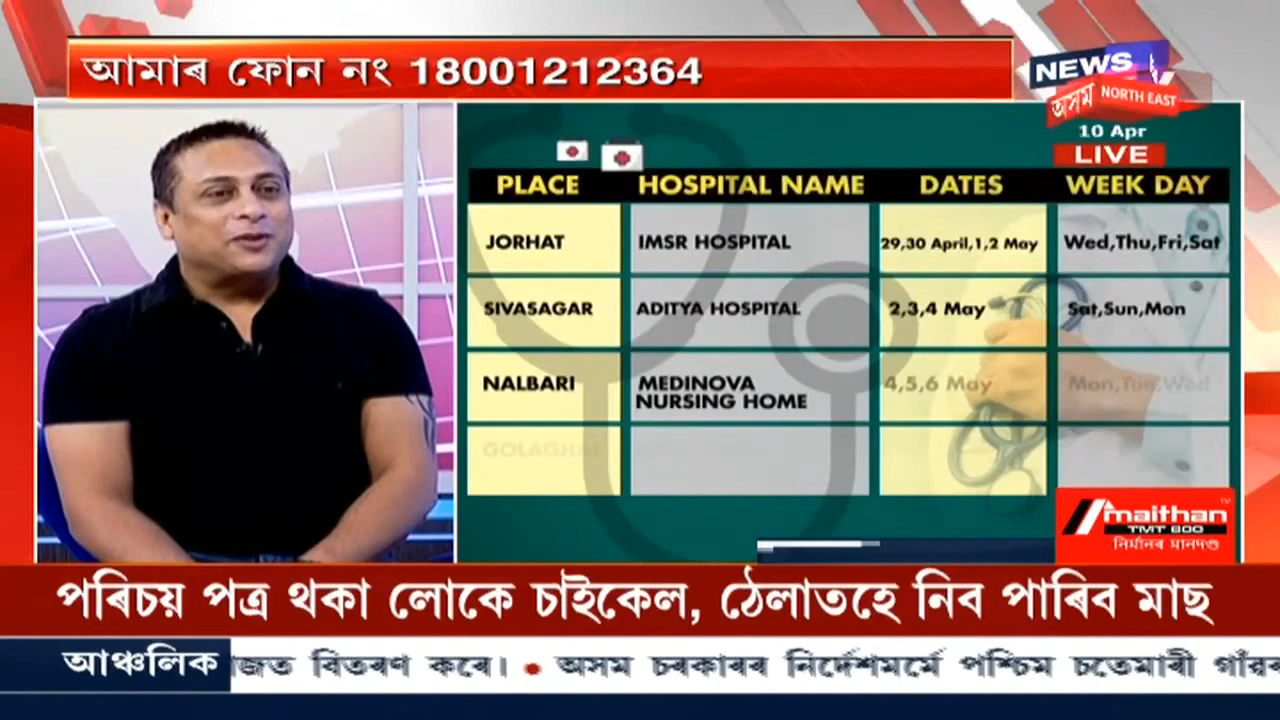 আমাৰ ফোন নং 18001212364
NEWS
অসম NORTH EAST
10 Apr
LIVE
PLACE HOSPITAL NAME DATES WEEK DAY
JORHAT IMSR HOSPITAL 29,30 April,1,2 May Wed,Thu,Fri,Sat
SIVASAGAR ADITYA HOSPITAL 2,3,4 May Sat,Sun,Mon
NALBARI MEDINOVA NURSING HOME 4,5,6 May Mon,Tue,Wed
GOLAGHAT
maithan
TMT 600
নিৰ্মানৰ মানদণ্ড
পৰিচয় পত্ৰ থকা লোকে চাইকেল, ঠেলাতহে নিব পাৰিব মাছ
আঞ্চলিক জত বিতৰণ কৰে। • অসম চৰকাৰৰ নিৰ্দেশমৰ্মে পশ্চিম চতেমাৰী